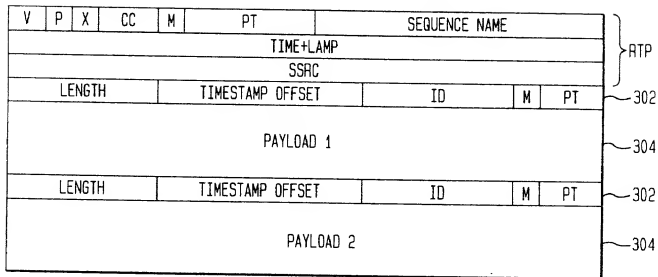 V P X CC M PT SEQUENCE NAME
TIME+LAMP
SSRC
RTP
LENGTH TIMESTAMP OFFSET ID M PT 302
PAYLOAD 1 304
LENGTH TIMESTAMP OFFSET ID M PT 302
PAYLOAD 2 304